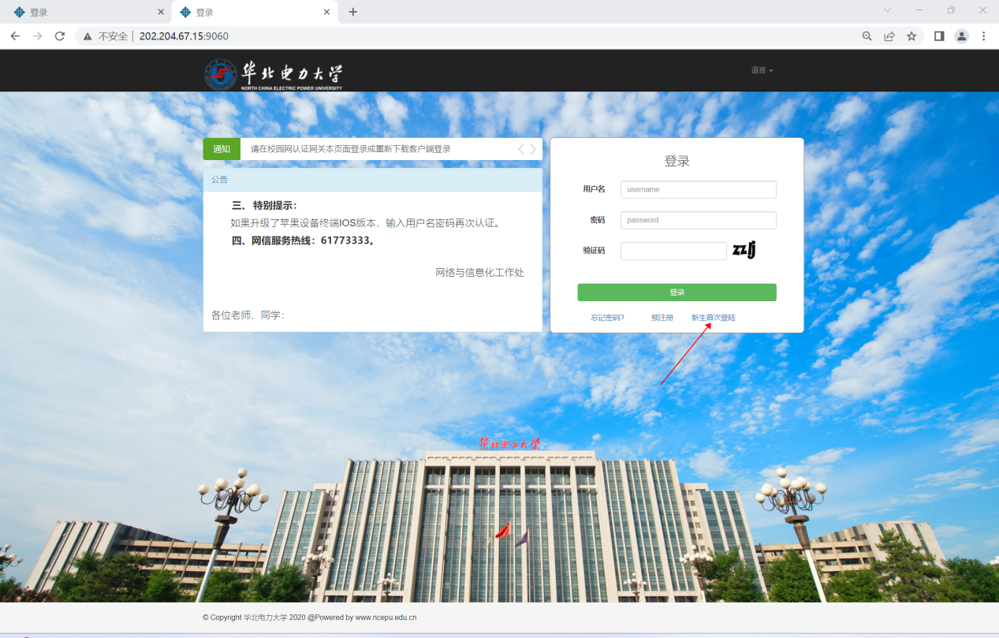 登录
登录
不安全 202.204.67.15:9060
华北电力大学
NORTH CHINA ELECTRIC POWER UNIVERSITY
语言
通知 请在校园网认证网关本页面登录或重新下载客户端登录
公告
三、特别提示：
如果升级了苹果设备终端IOS版本，输入用户名密码再次认证。
四、网信服务热线：61773333。
网络与信息化工作处
各位老师、同学：
登录
用户名 username
密码 password
验证码 zzlj
登录
忘记密码? 预注册 新生首次登陆
华北电力大学
© Copyright 华北电力大学 2020 @Powered by www.ncepu.edu.cn